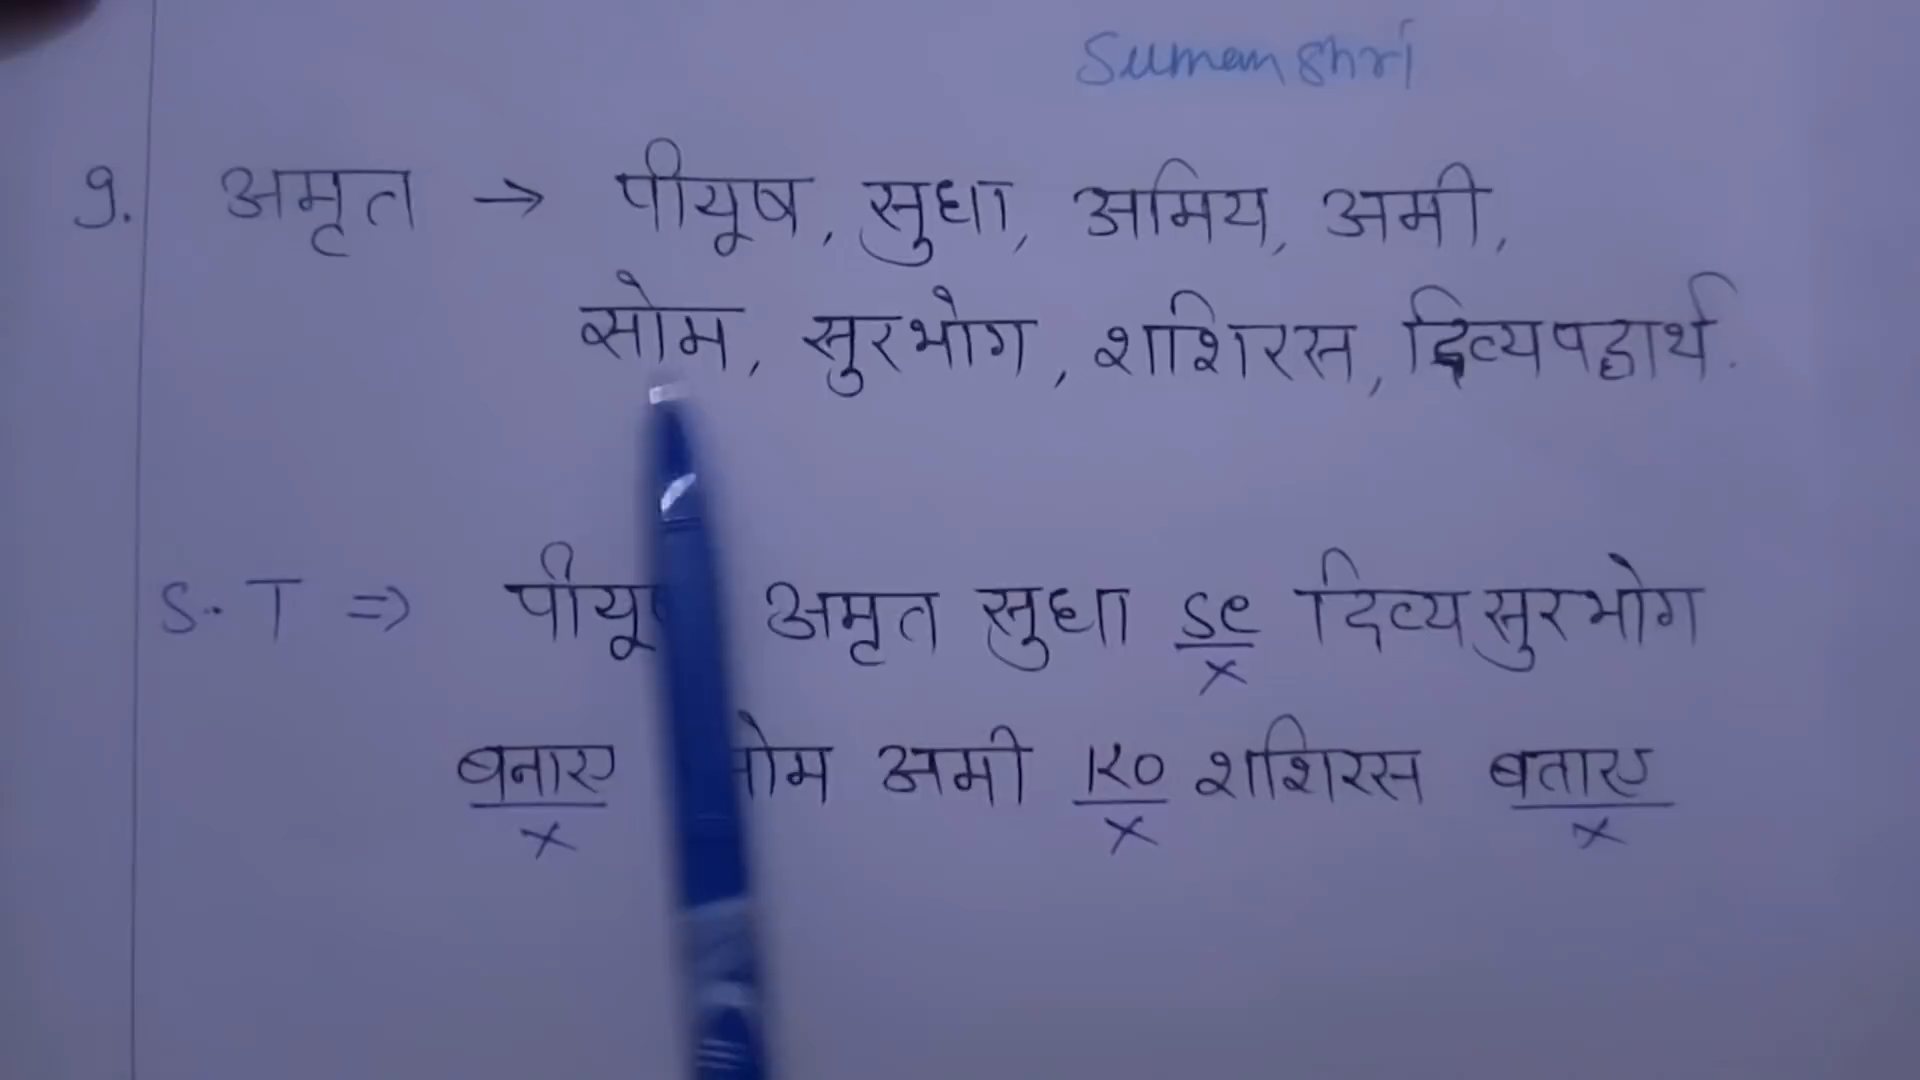 Sumanshri
9. अमृत → पीयूष, सुधा, अमिय, अमी,
सोम, सुरभोग, शशिरस, दिव्यपदार्थ.
S.T ⇒ अमृत सुधा se दिव्य सुरभोग
x
बनाए अमी ko शशिरस बताए
x x x